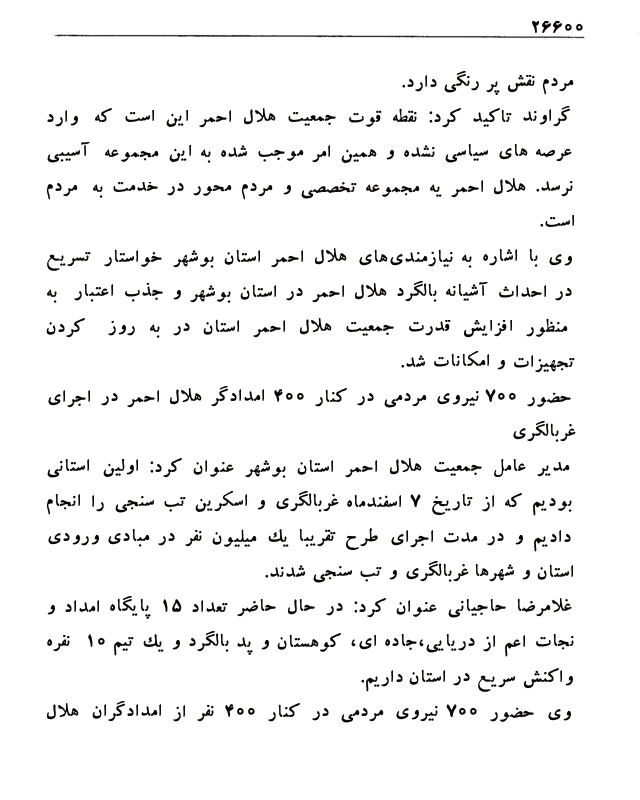 ۲۶۶۰۰
مردم نقش پر رنگی دارد.
گراوند تاکید کرد: نقطه قوت جمعیت هلال احمر این است که وارد
عرصه های سیاسی نشده و همین امر موجب شده به این مجموعه آسیبی
نرسد. هلال احمر یه مجموعه تخصصی و مردم محور در خدمت به مردم
است.
وی با اشاره به نیازمندی‌های هلال احمر استان بوشهر خواستار تسریع
در احداث آشیانه بالگرد هلال احمر در استان بوشهر و جذب اعتبار به
منظور افزایش قدرت جمعیت هلال احمر استان در به روز کردن
تجهیزات و امکانات شد.
حضور ۷۰۰ نیروی مردمی در کنار ۴۰۰ امدادگر هلال احمر در اجرای
غربالگری
مدیر عامل جمعیت هلال احمر استان بوشهر عنوان کرد: اولین استانی
بودیم که از تاریخ ۷ اسفندماه غربالگری و اسکرین تب سنجی را انجام
دادیم و در مدت اجرای طرح تقریبا یك میلیون نفر در مبادی ورودی
استان و شهرها غربالگری و تب سنجی شدند.
غلامرضا حاجیانی عنوان کرد: در حال حاضر تعداد ۱۵ پایگاه امداد و
نجات اعم از دریایی،جاده ای، کوهستان و پد بالگرد و یك تیم ۱۰ نفره
واکنش سریع در استان داریم.
وی حضور ۷۰۰ نیروی مردمی در کنار ۴۰۰ نفر از امدادگران هلال